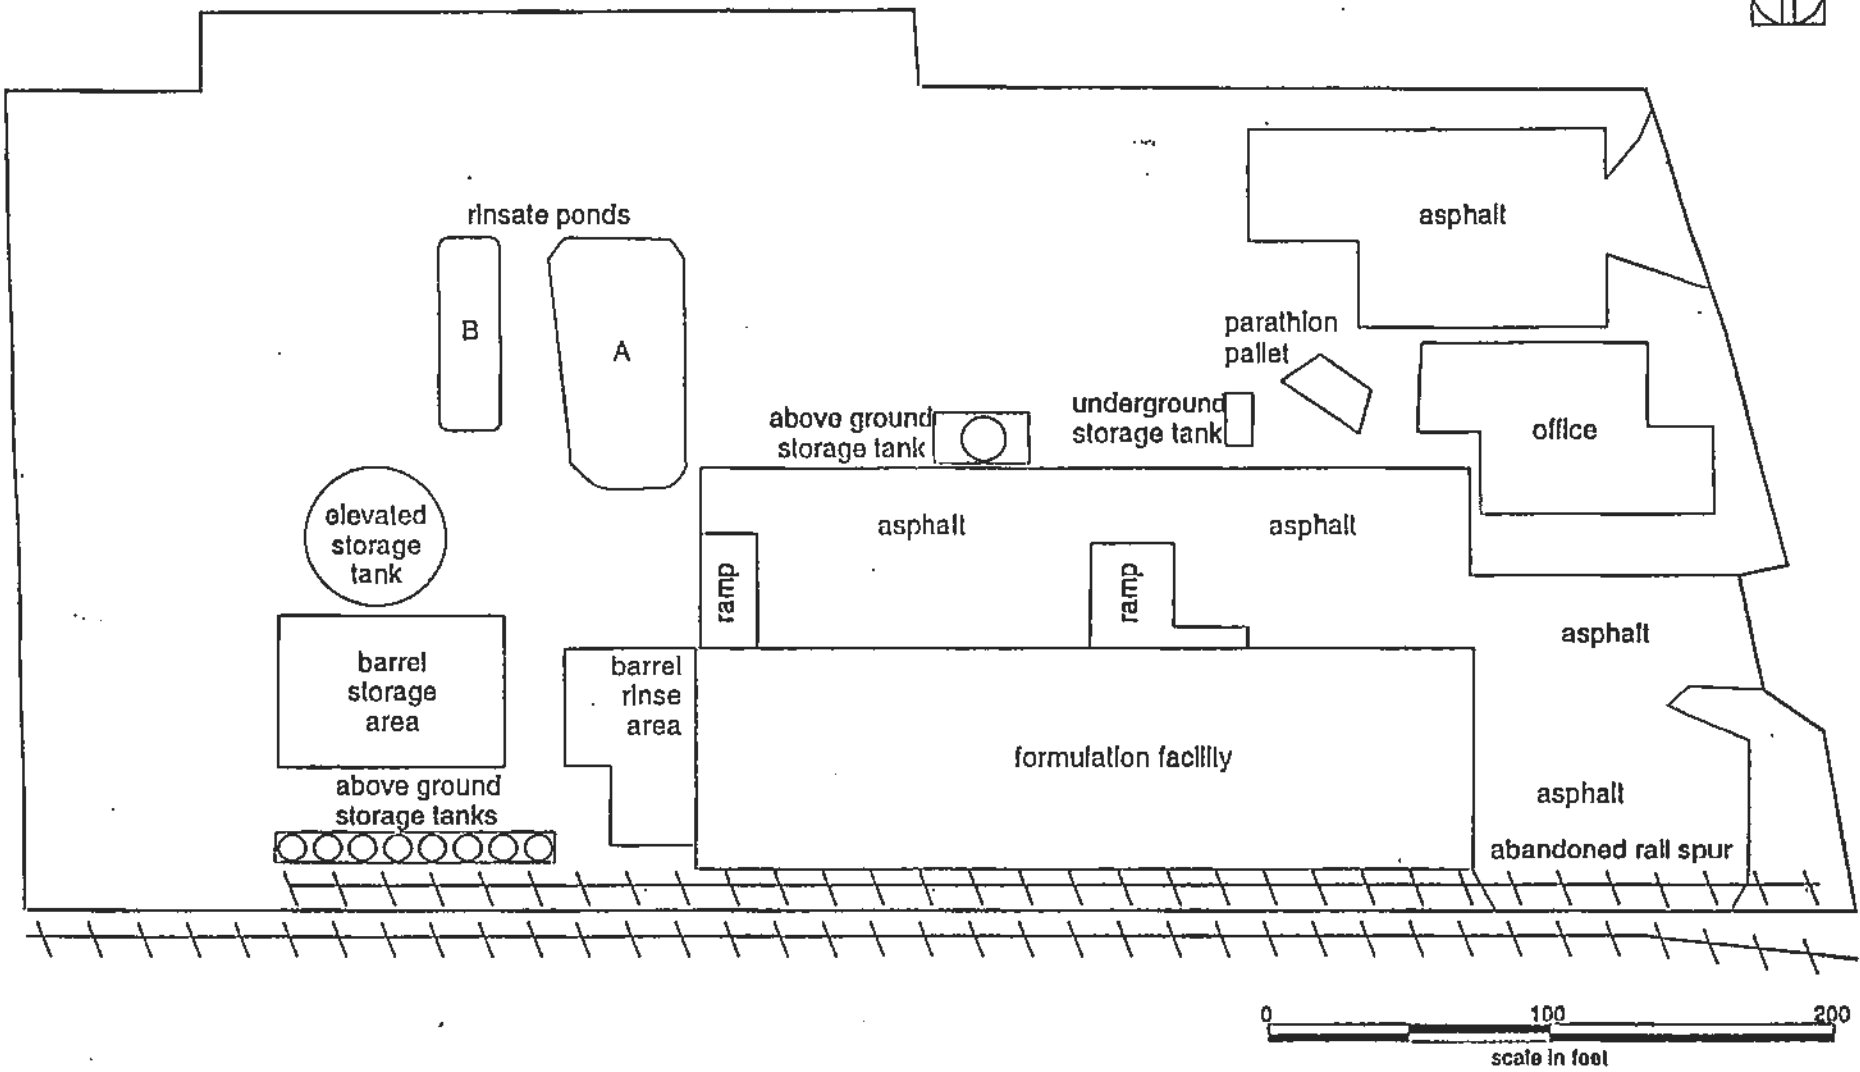 rinsate ponds
asphalt
B
A
parathion
pallet
above ground
storage tank
underground
storage tank
office
elevated
storage
tank
asphalt
asphalt
ramp
ramp
asphalt
barrel
storage
area
barrel
rinse
area
formulation facility
above ground
storage tanks
asphalt
abandoned rail spur
0 100 200
scale in feet